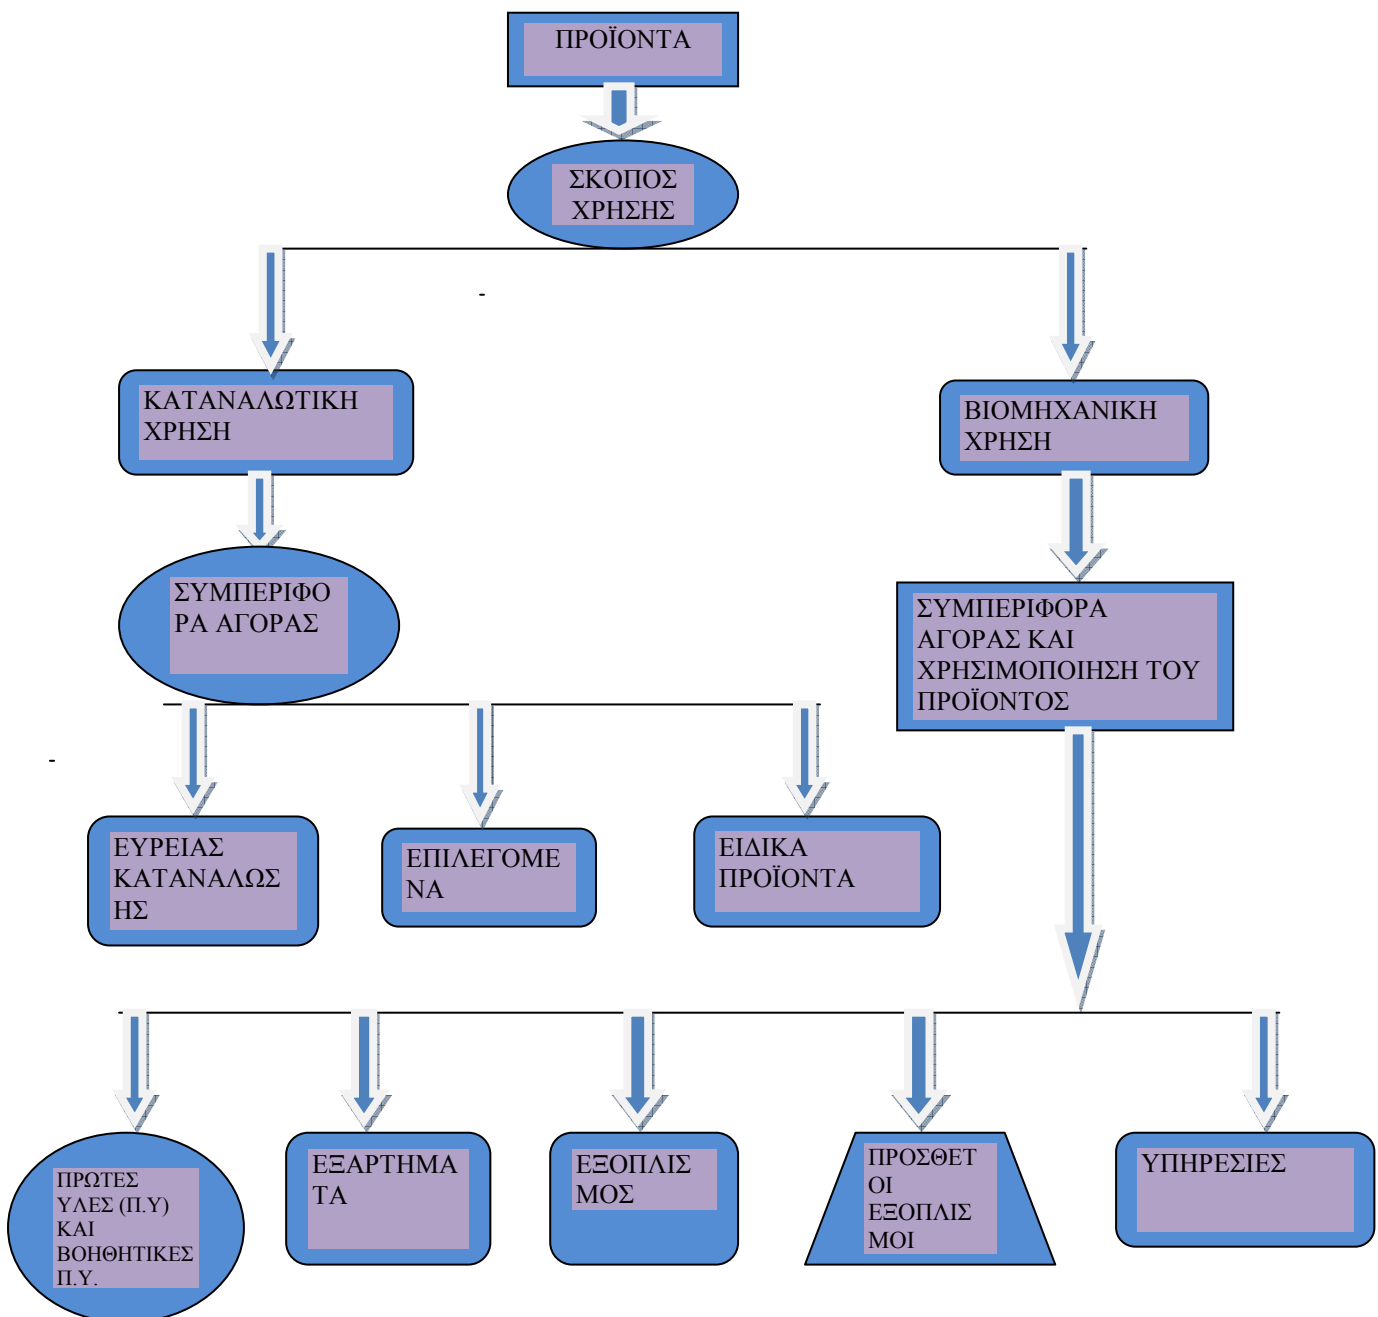 ΠΡΟΪΟΝΤΑ
ΣΚΟΠΟΣ
ΧΡΗΣΗΣ
-
ΚΑΤΑΝΑΛΩΤΙΚΗ
ΧΡΗΣΗ
ΒΙΟΜΗΧΑΝΙΚΗ
ΧΡΗΣΗ
ΣΥΜΠΕΡΙΦΟ
ΡΑ ΑΓΟΡΑΣ
ΣΥΜΠΕΡΙΦΟΡΑ
ΑΓΟΡΑΣ ΚΑΙ
ΧΡΗΣΙΜΟΠΟΙΗΣΗ ΤΟΥ
ΠΡΟΪΟΝΤΟΣ
-
ΕΥΡΕΙΑΣ
ΚΑΤΑΝΑΛΩΣ
ΗΣ
ΕΠΙΛΕΓΟΜΕ
ΝΑ
ΕΙΔΙΚΑ
ΠΡΟΪΟΝΤΑ
ΠΡΩΤΕΣ
ΥΛΕΣ (Π.Υ)
ΚΑΙ
ΒΟΗΘΗΤΙΚΕΣ
Π.Υ.
ΕΞΑΡΤΗΜΑ
ΤΑ
ΕΞΟΠΛΙΣ
ΜΟΣ
ΠΡΟΣΘΕΤ
ΟΙ
ΕΞΟΠΛΙΣ
ΜΟΙ
ΥΠΗΡΕΣΙΕΣ